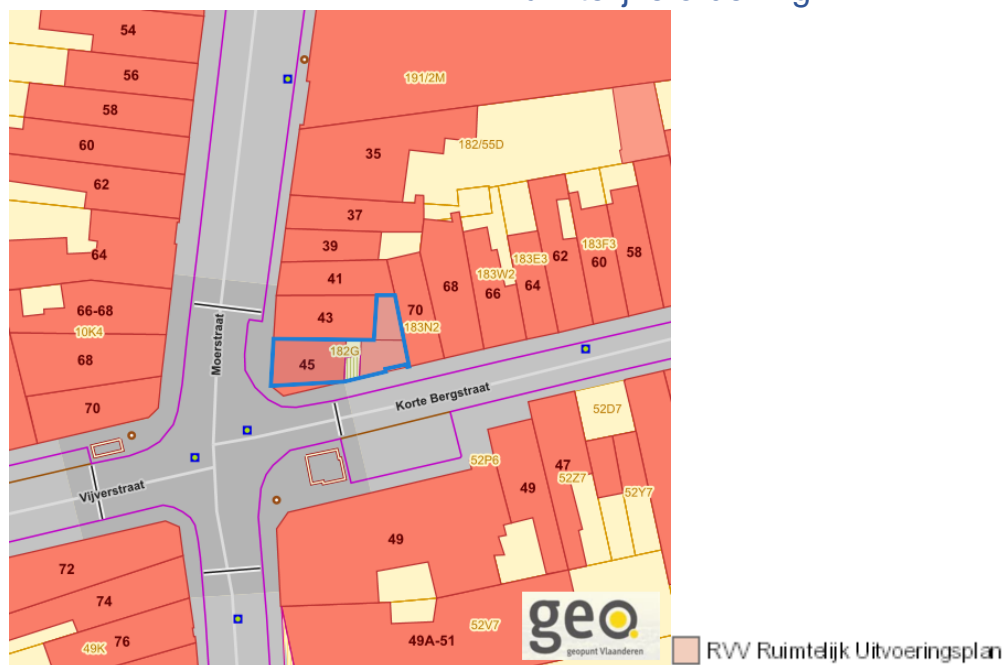 54
56
191/2M
58
60
35
182/55D
62
37
39
64
41
183E3
62
183F3
60
58
183W2
68
66
64
66-68
10K4
43
70
183N2
68
Moerstraat
45
182G
70
Korte Bergstraat
52D7
Vijverstraat
52P6
47
52Z7
49
52Y7
49
72
74
76
49K
49A-51
52V7
geo
geopunt Vlaanderen
RVV Ruimtelijk Uitvoeringsplan